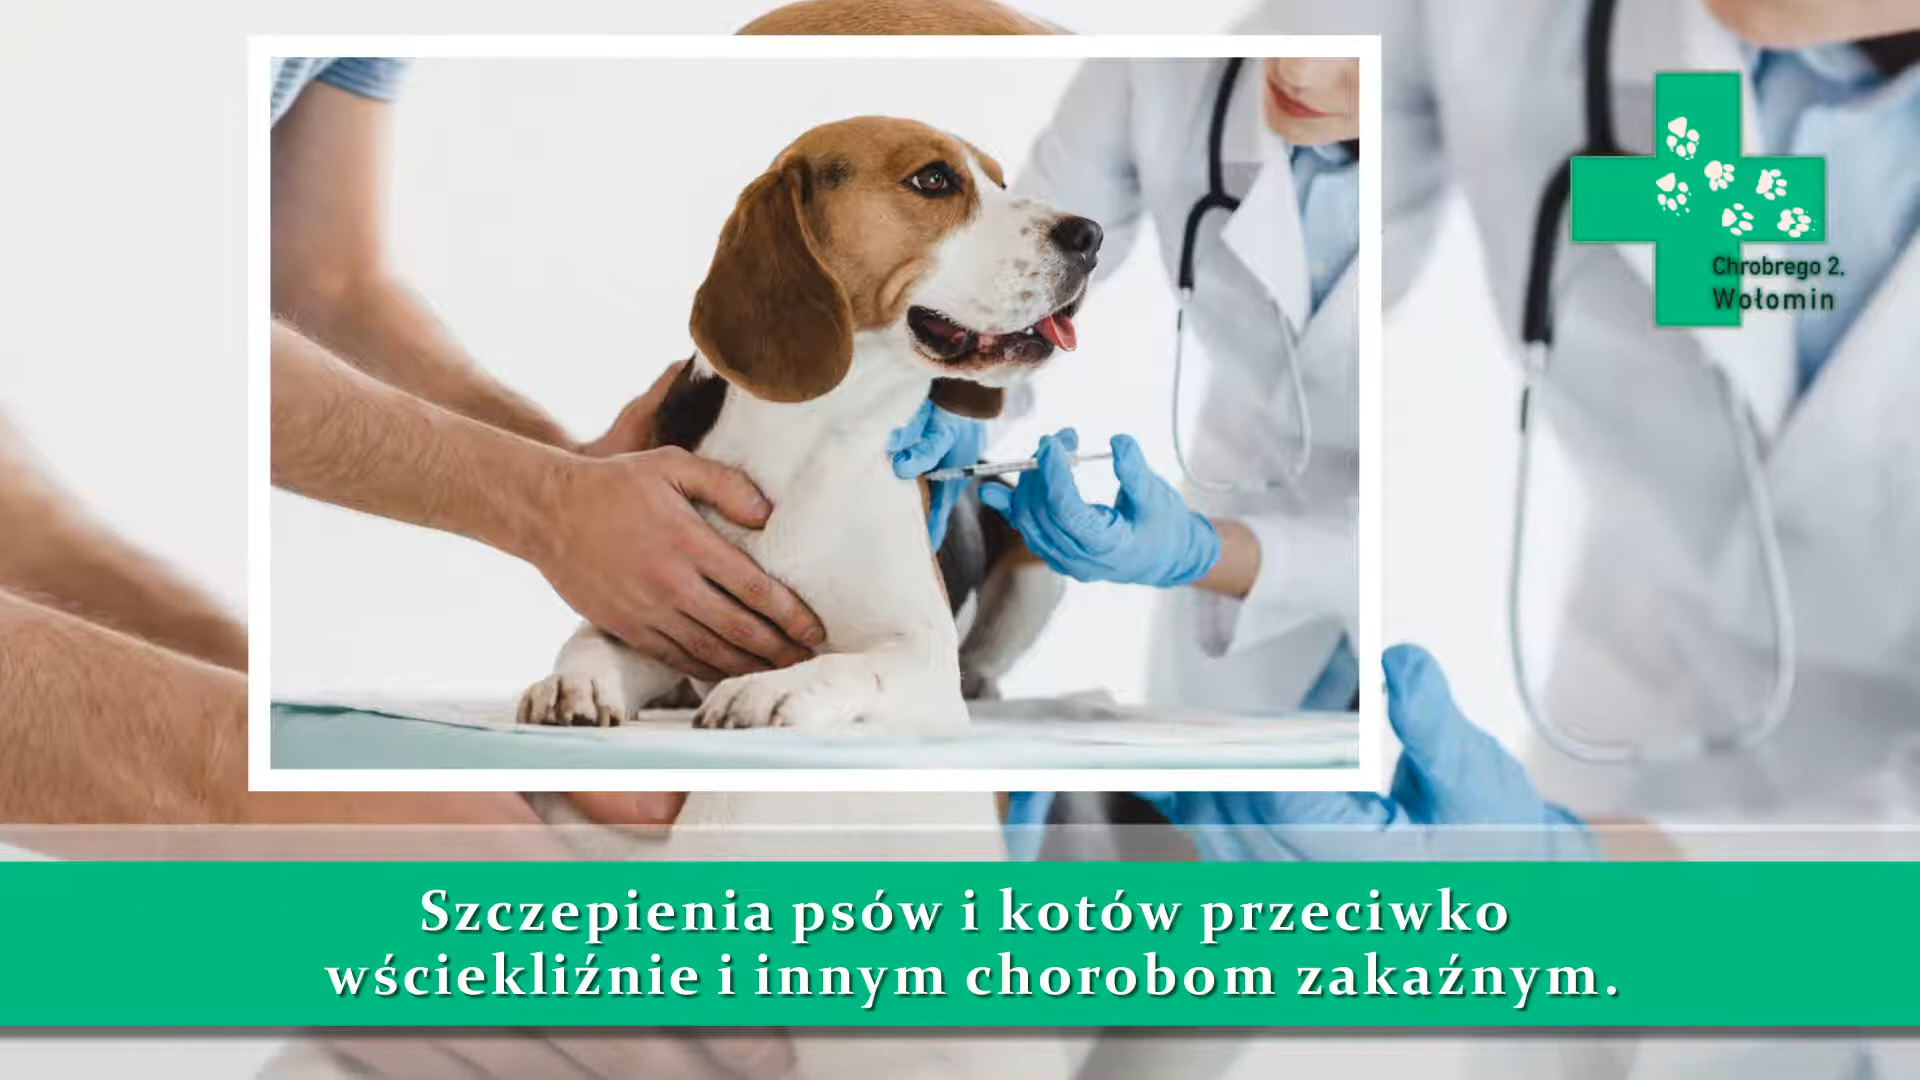 Chrobrego 2,
Wołomin
Szczepienia psów i kotów przeciwko
wściekliźnie i innym chorobom zakaźnym.